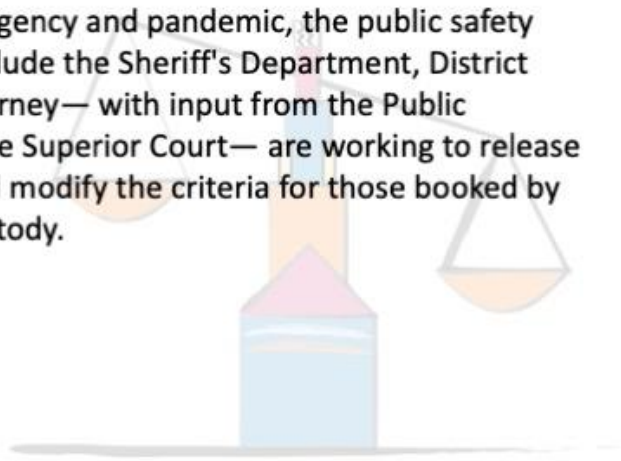 gency and pandemic, the public safety
lude the Sheriff's Department, District
rney— with input from the Public
e Superior Court— are working to release
modify the criteria for those booked by
tody.